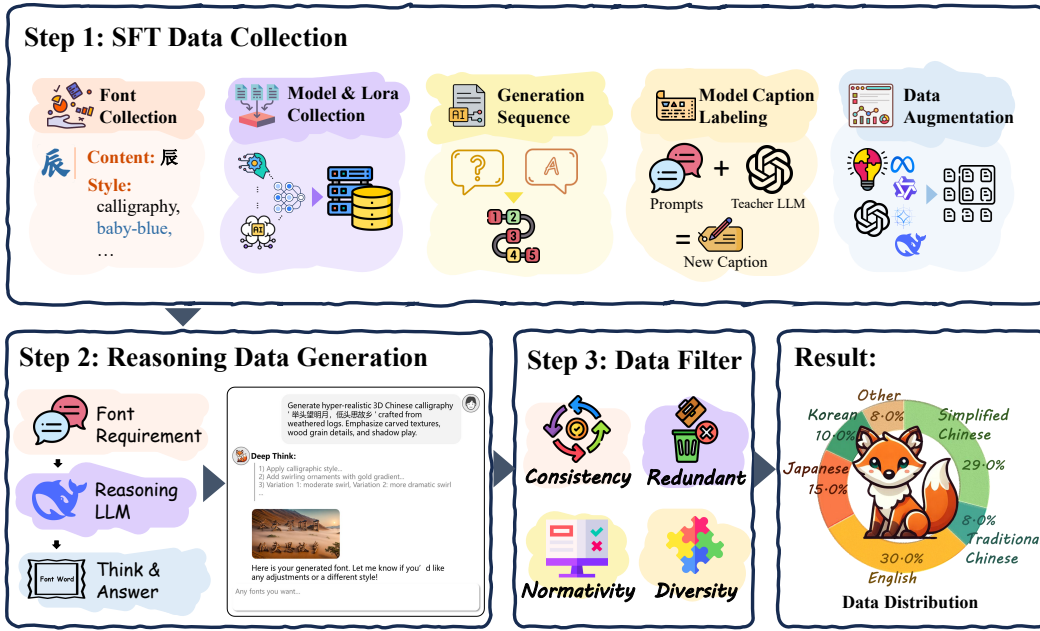 Step 1: SFT Data Collection
Font
Collection
Content: 辰
Style:
calligraphy,
baby-blue,
…
辰
Model & Lora
Collection
AI
Generation
Sequence
AI
?
A
1 2
3
4 5
Model Caption
Labeling
Prompts
+
Teacher LLM
=
New Caption
Data
Augmentation
Step 2: Reasoning Data Generation
Font
Requirement
Reasoning
LLM
Font Word
Think &
Answer
Generate hyper-realistic 3D Chinese calligraphy
' 举头望明月，低头思故乡 ' crafted from
weathered logs. Emphasize carved textures,
wood grain details, and shadow play.
Deep Think:
1) Apply calligraphic style...
2) Add swirling ornaments with gold gradient...
3) Variation 1: moderate swirl, Variation 2: more dramatic swirl
...
Here is your generated font. Let me know if you' d like
any adjustments or a different style!
Any fonts you want...
Step 3: Data Filter
Consistency
Redundant
Normativity
Diversity
Result:
Other
8.0%
Simplified
Chinese
29.0%
8.0%
Traditiona
Chinese
30.0%
English
Japanese
15.0%
Korean
10.0%
Data Distribution